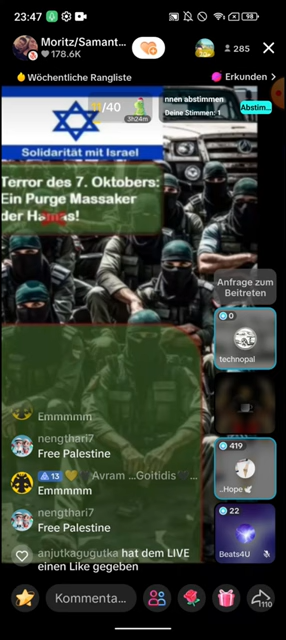 23:47
98
Moritz/Samant...
178.6K
285
Wöchentliche Rangliste
Erkunden >
/40
3h24m
nnen abstimmen
Deine Stimmen: 1
Abstim...
Solidarität mit Israel
Terror des 7. Oktobers:
Ein Purge Massaker
der Hamas!
Anfrage zum
Beitreten
0
technopal
419
..Hope
22
Beats4U
Emmmmm
nengthari7
Free Palestine
13 Avram ...Goitidis ...
Emmmmm
nengthari7
Free Palestine
anjutkagugutka hat dem LIVE
einen Like gegeben
Kommenta...
110